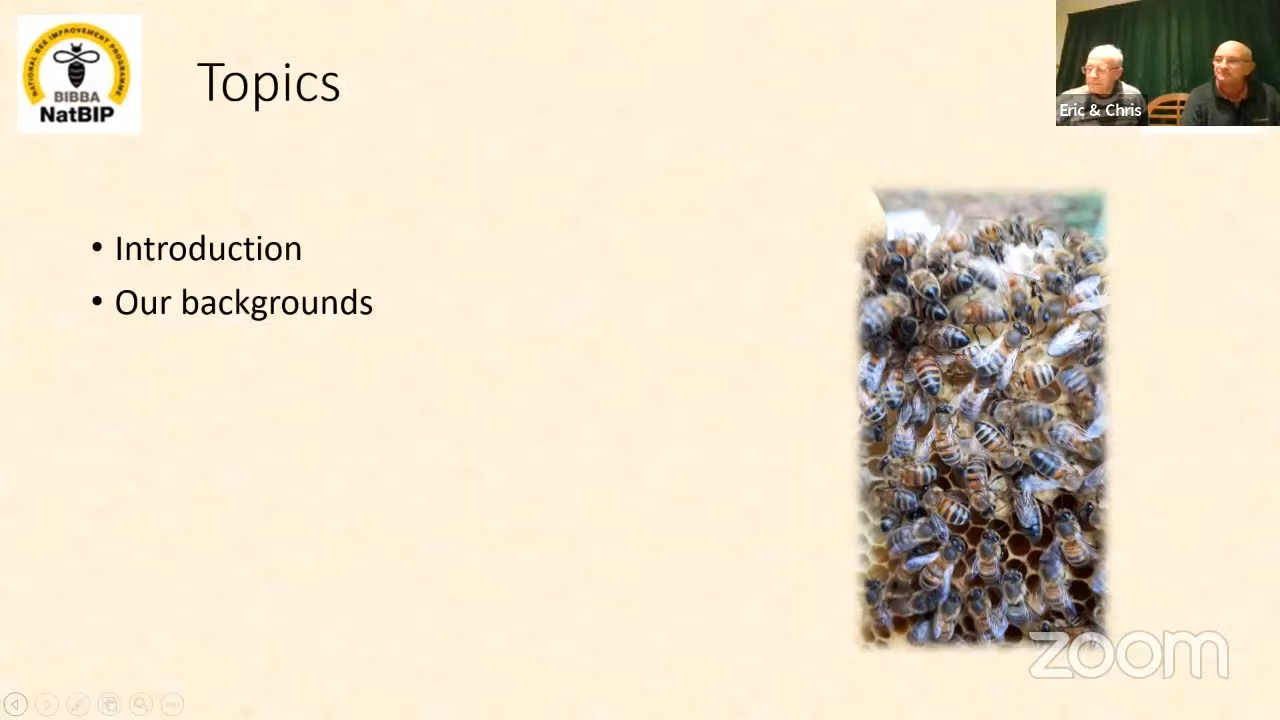 NATIONAL BEE IMPROVEMENT PROGRAMME
BIBBA
NatBIP
Topics
Eric & Chris
• Introduction
• Our backgrounds
zoom